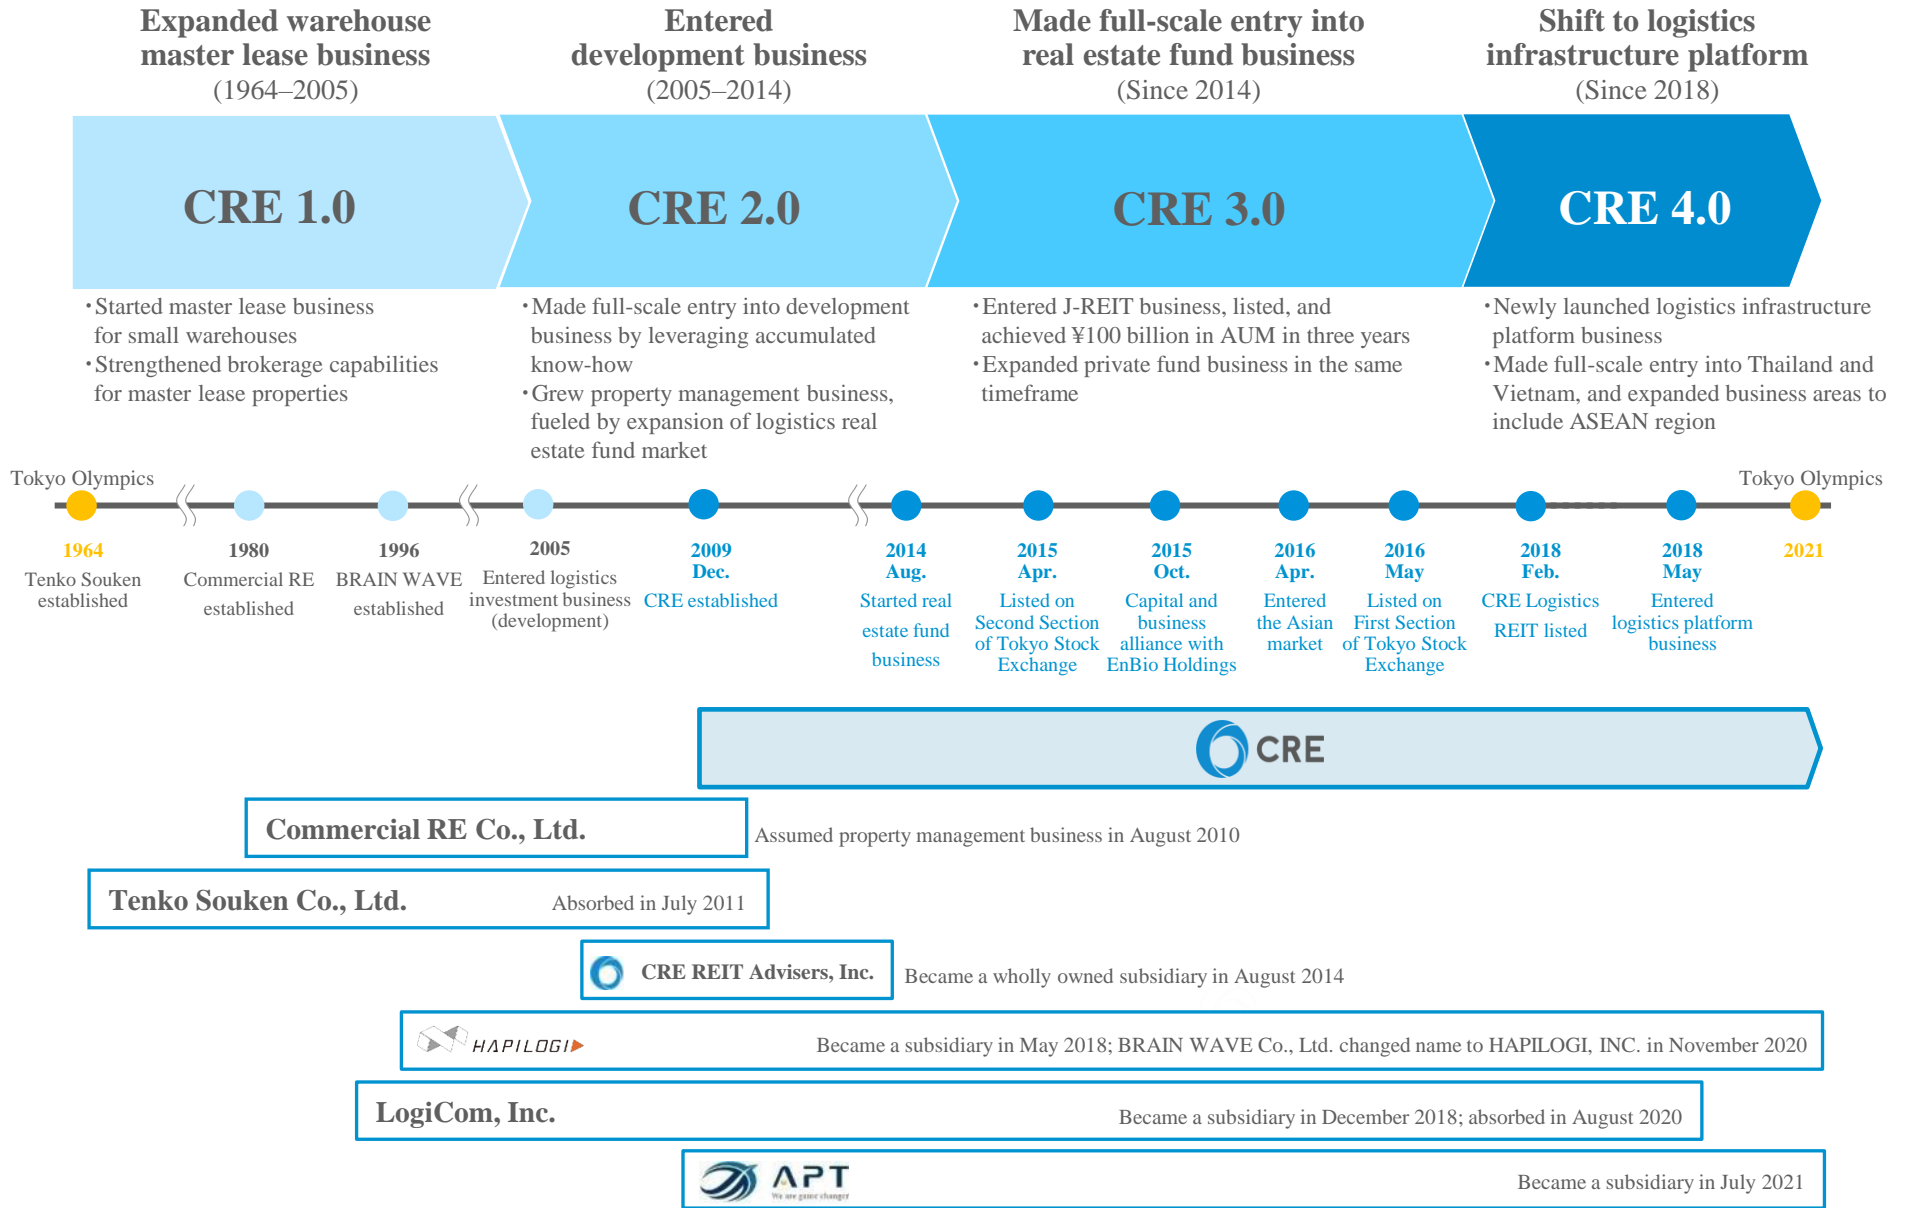 Expanded warehouse
master lease business
(1964–2005)
Entered
development business
(2005–2014)
Made full-scale entry into
real estate fund business
(Since 2014)
Shift to logistics
infrastructure platform
(Since 2018)
CRE 1.0
CRE 2.0
CRE 3.0
CRE 4.0
・Started master lease business
for small warehouses
・Strengthened brokerage capabilities
for master lease properties
・Made full-scale entry into development
business by leveraging accumulated
know-how
・Grew property management business,
fueled by expansion of logistics real
estate fund market
・Entered J-REIT business, listed, and
achieved ¥100 billion in AUM in three years
・Expanded private fund business in the same
timeframe
・Newly launched logistics infrastructure
platform business
・Made full-scale entry into Thailand and
Vietnam, and expanded business areas to
include ASEAN region
Tokyo Olympics
Tokyo Olympics
1964
Tenko Souken
established
1980
Commercial RE
established
1996
BRAIN WAVE
established
2005
Entered logistics
investment business
(development)
2009
Dec.
CRE established
2014
Aug.
Started real
estate fund
business
2015
Apr.
Listed on
Second Section
of Tokyo Stock
Exchange
2015
Oct.
Capital and
business
alliance with
EnBio Holdings
2016
Apr.
Entered
the Asian
market
2016
May
Listed on
First Section
of Tokyo Stock
Exchange
2018
Feb.
CRE Logistics
REIT listed
2018
May
Entered
logistics platform
business
2021
CRE
Commercial RE Co., Ltd.
Assumed property management business in August 2010
Tenko Souken Co., Ltd.
Absorbed in July 2011
CRE REIT Advisers, Inc.
Became a wholly owned subsidiary in August 2014
HAPILOGI
Became a subsidiary in May 2018; BRAIN WAVE Co., Ltd. changed name to HAPILOGI, INC. in November 2020
LogiCom, Inc.
Became a subsidiary in December 2018; absorbed in August 2020
APT
We are game changer
Became a subsidiary in July 2021